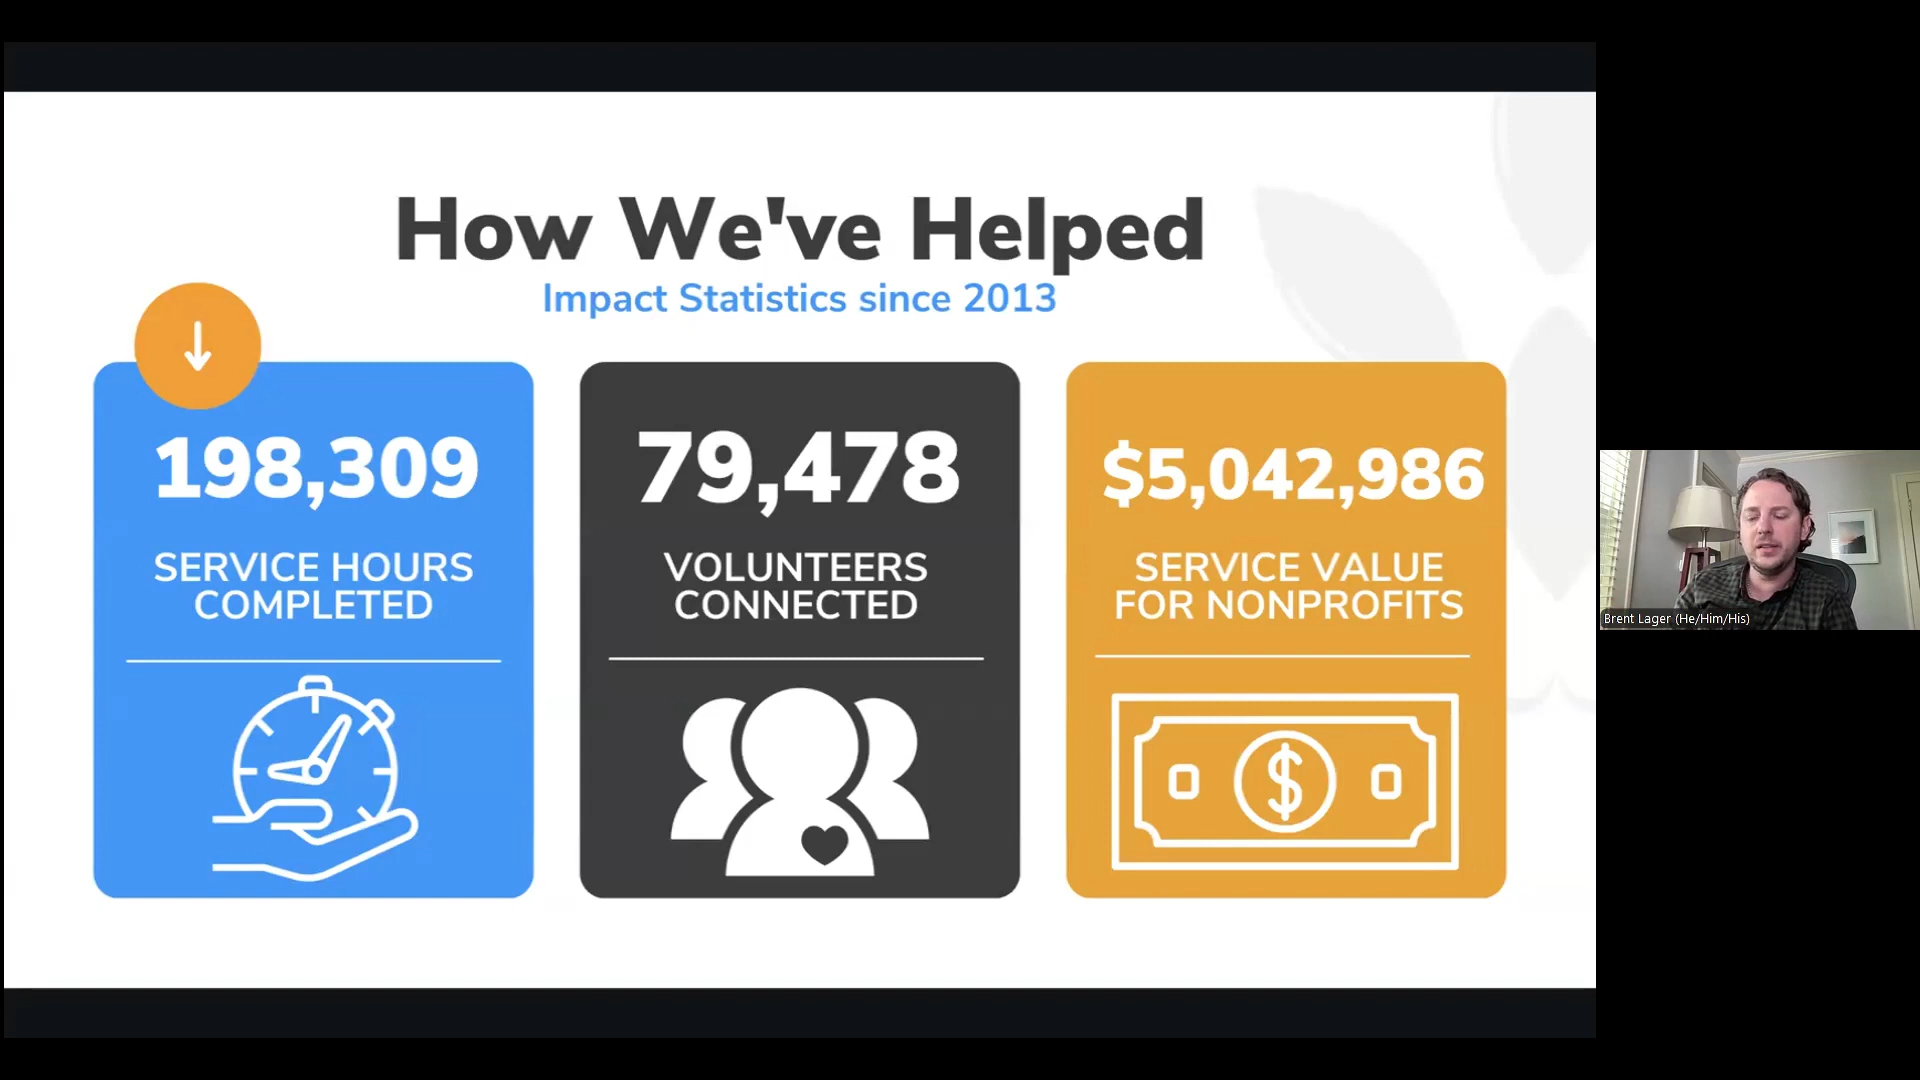 How We've Helped
Impact Statistics since 2013
198,309
SERVICE HOURS
COMPLETED
79,478
VOLUNTEERS
CONNECTED
$5,042,986
SERVICE VALUE
FOR NONPROFITS
$
Brent Lager (He/Him/His)